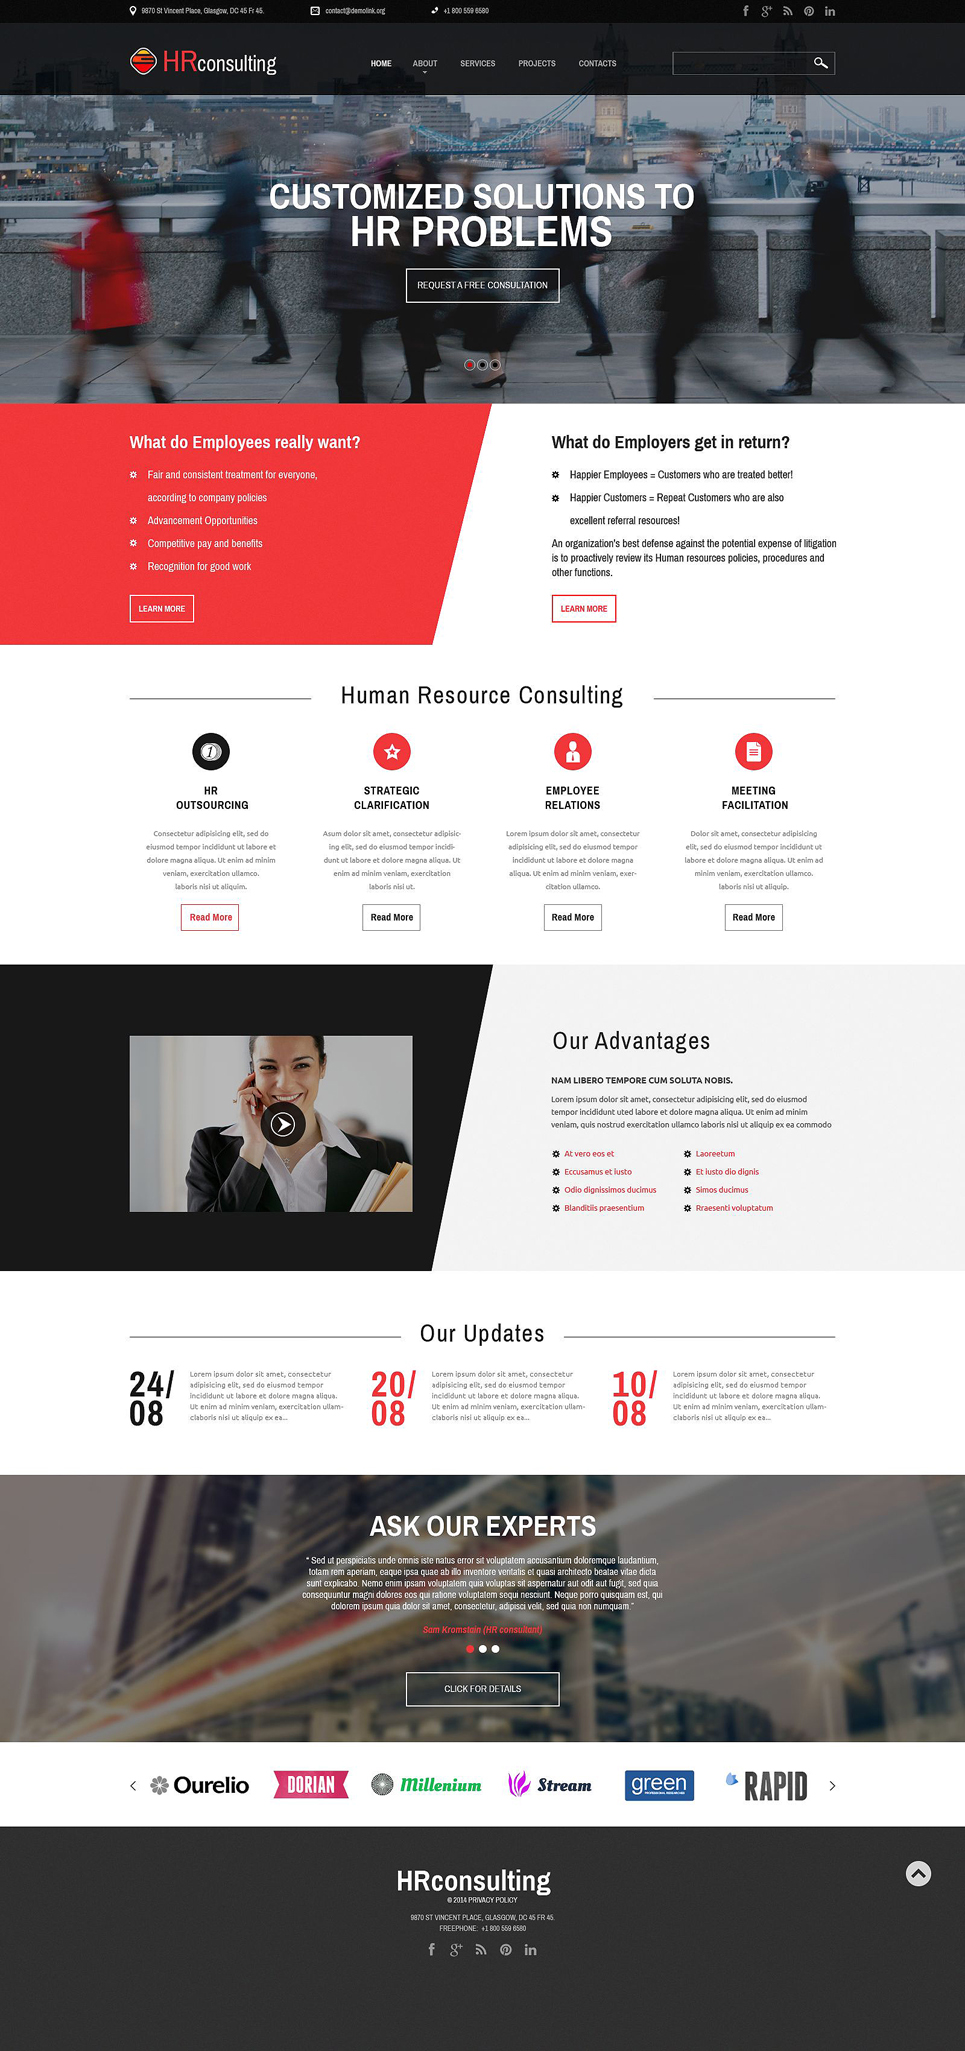 9870 St Vincent Place, Glasgow, DC 45 Fr 45.
contact@demolink.org
+1 800 559 6580
HRconsulting
HOME
ABOUT
SERVICES
PROJECTS
CONTACTS
CUSTOMIZED SOLUTIONS TO
HR PROBLEMS
REQUEST A FREE CONSULTATION
What do Employees really want?
Fair and consistent treatment for everyone,
according to company policies
Advancement Opportunities
Competitive pay and benefits
Recognition for good work
LEARN MORE
What do Employers get in return?
Happier Employees = Customers who are treated better!
Happier Customers = Repeat Customers who are also
excellent referral resources!
An organization's best defense against the potential expense of litigation
is to proactively review its Human resources policies, procedures and
other functions.
LEARN MORE
Human Resource Consulting
1
HR
OUTSOURCING
Consectetur adipisicing elit, sed do
eiusmod tempor incididunt ut labore et
dolore magna aliqua. Ut enim ad minim
veniam, exercitation ullamco.
laboris nisi ut aliquim.
Read More
STRATEGIC
CLARIFICATION
Asum dolor sit amet, consectetur adipisic-
ing elit, sed do eiusmod tempor incidi-
dunt ut labore et dolore magna aliqua. Ut
enim ad minim veniam, exercitation
laboris nisi ut.
Read More
EMPLOYEE
RELATIONS
Lorem ipsum dolor sit amet, consectetur
adipisicing elit, sed do eiusmod tempor
incididunt ut labore et dolore magna
aliqua. Ut enim ad minim veniam, exer-
citation ullamco.
Read More
MEETING
FACILITATION
Dolor sit amet, consectetur adipisicing
elit, sed do eiusmod tempor incididunt ut
labore et dolore magna aliqua. Ut enim ad
minim veniam, exercitation ullamco.
laboris nisi ut aliquip.
Read More
Our Advantages
NAM LIBERO TEMPORE CUM SOLUTA NOBIS.
Lorem ipsum dolor sit amet, consectetur adipisicing elit, sed do eiusmod
tempor incididunt uted labore et dolore magna aliqua. Ut enim ad minim
veniam, quis nostrud exercitation ullamco laboris nisi ut aliquip ex ea commodo
At vero eos et
Eccusamus et iusto
Odio dignissimos ducimus
Blanditiis praesentium
Laoreetum
Et iusto dio dignis
Simos ducimus
Rraesenti voluptatum
Our Updates
24/
08
Lorem ipsum dolor sit amet, consectetur
adipisicing elit, sed do eiusmod tempor
incididunt ut labore et dolore magna aliqua.
Ut enim ad minim veniam, exercitation ullam-
claboris nisi ut aliquip ex ea...
20/
08
Lorem ipsum dolor sit amet, consectetur
adipisicing elit, sed do eiusmod tempor
incididunt ut labore et dolore magna aliqua.
Ut enim ad minim veniam, exercitation ullam-
claboris nisi ut aliquip ex ea...
10/
08
Lorem ipsum dolor sit amet, consectetur
adipisicing elit, sed do eiusmod tempor
incididunt ut labore et dolore magna aliqua.
Ut enim ad minim veniam, exercitation ullam-
claboris nisi ut aliquip ex ea...
ASK OUR EXPERTS
“ Sed ut perspiciatis unde omnis iste natus error sit voluptatem accusantium doloremque laudantium,
totam rem aperiam, eaque ipsa quae ab illo inventore veritatis et quasi architecto beatae vitae dicta
sunt explicabo. Nemo enim ipsam voluptatem quia voluptas sit aspernatur aut odit aut fugit, sed quia
consequuntur magni dolores eos qui ratione voluptatem sequi nesciunt. Neque porro quisquam est, qui
dolorem ipsum quia dolor sit amet, consectetur, adipisci velit, sed quia non numquam ”
Sam Kromstain (HR consultant)
CLICK FOR DETAILS
Ourelio
DORIAN
Millenium
Stream
green
RAPID
HRconsulting
© 2014 PRIVACY POLICY
9870 ST VINCENT PLACE, GLASGOW, DC 45 FR 45.
FREEPHONE: +1 800 559 6580